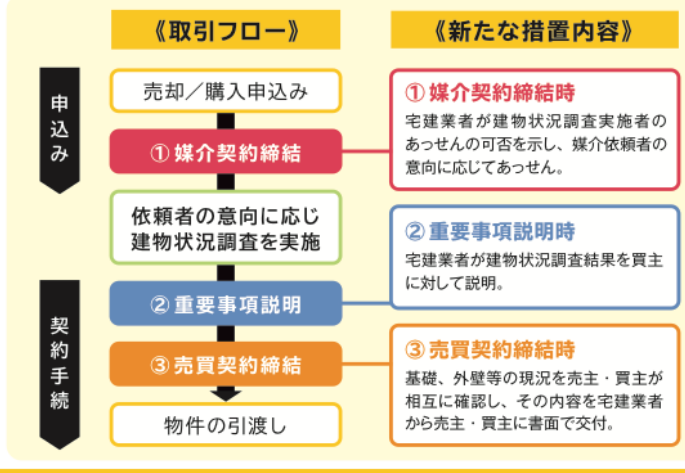 《取引フロー》
申込み
売却／購入申込み
①媒介契約締結
依頼者の意向に応じ
建物状況調査を実施
契約手続
②重要事項説明
③売買契約締結
物件の引渡し
《新たな措置内容》
①媒介契約締結時
宅建業者が建物状況調査実施者の
あっせんの可否を示し、媒介依頼者の
意向に応じてあっせん。
②重要事項説明時
宅建業者が建物状況調査結果を買主
に対して説明。
③売買契約締結時
基礎、外壁等の現況を売主・買主が
相互に確認し、その内容を宅建業者
から売主・買主に書面で交付。